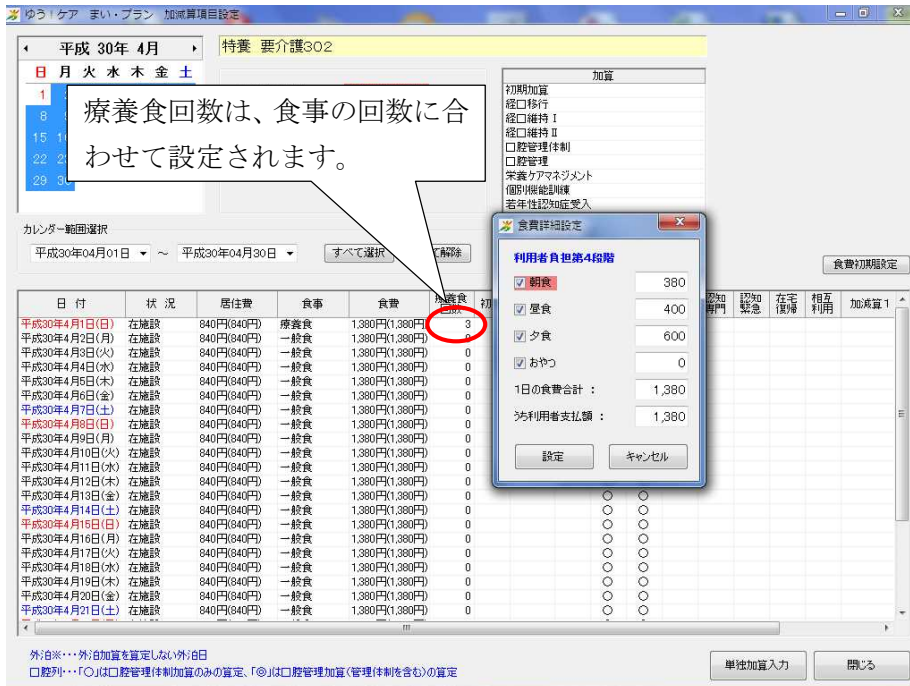 ゆう!ケア まい・プラン 加減算項目設定
平成 30年 4月
特養 要介護302
日 月 火 水 木 金 土
1
8
15
22
29 30
療養食回数は、食事の回数に合
わせて設定されます。
加算
初期加算
経口移行
経口維持Ⅰ
経口維持Ⅱ
口腔管理体制
口腔管理
栄養ケアマネジメント
個別機能訓練
若年性認知症受入
カレンダー範囲選択
平成30年04月01日 ~ 平成30年04月30日 すべて選択 解除
食費初期設定
食費詳細設定
利用者負担第4段階
朝食 380
昼食 400
夕食 600
おやつ 0
1日の食費合計 : 1,380
うち利用者支払額 : 1,380
設定 キャンセル
日 付 状 況 居住費 食事 食費 療養食回数 初 認知専門 認知緊急 在宅復帰 相互利用 加減算1
平成30年4月1日(日) 在施設 840円(840円) 療養食 1,380円(1,380円) 3
平成30年4月2日(月) 在施設 840円(840円) 一般食 1,380円(1,380円) 0
平成30年4月3日(火) 在施設 840円(840円) 一般食 1,380円(1,380円) 0
平成30年4月4日(水) 在施設 840円(840円) 一般食 1,380円(1,380円) 0
平成30年4月5日(木) 在施設 840円(840円) 一般食 1,380円(1,380円) 0
平成30年4月6日(金) 在施設 840円(840円) 一般食 1,380円(1,380円) 0
平成30年4月7日(土) 在施設 840円(840円) 一般食 1,380円(1,380円) 0
平成30年4月8日(日) 在施設 840円(840円) 一般食 1,380円(1,380円) 0
平成30年4月9日(月) 在施設 840円(840円) 一般食 1,380円(1,380円) 0
平成30年4月10日(火) 在施設 840円(840円) 一般食 1,380円(1,380円) 0
平成30年4月11日(水) 在施設 840円(840円) 一般食 1,380円(1,380円) 0
平成30年4月12日(木) 在施設 840円(840円) 一般食 1,380円(1,380円) 0
平成30年4月13日(金) 在施設 840円(840円) 一般食 1,380円(1,380円) 0 ○ ○
平成30年4月14日(土) 在施設 840円(840円) 一般食 1,380円(1,380円) 0 ○ ○
平成30年4月15日(日) 在施設 840円(840円) 一般食 1,380円(1,380円) 0 ○ ○
平成30年4月16日(月) 在施設 840円(840円) 一般食 1,380円(1,380円) 0 ○ ○
平成30年4月17日(火) 在施設 840円(840円) 一般食 1,380円(1,380円) 0 ○ ○
平成30年4月18日(水) 在施設 840円(840円) 一般食 1,380円(1,380円) 0 ○ ○
平成30年4月19日(木) 在施設 840円(840円) 一般食 1,380円(1,380円) 0 ○ ○
平成30年4月20日(金) 在施設 840円(840円) 一般食 1,380円(1,380円) 0 ○ ○
平成30年4月21日(土) 在施設 840円(840円) 一般食 1,380円(1,380円) 0 ○ ○
外泊※・・・外泊加算を算定しない外泊日
口腔列・・・「○」は口腔管理体制加算のみの算定、「◎」は口腔管理加算(管理体制を含む)の算定
単独加算入力 閉じる